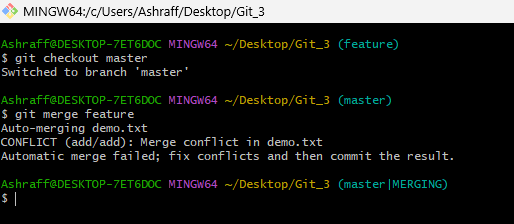 MINGW64:/c/Users/Ashraff/Desktop/Git_3
Ashraff@DESKTOP-7ET6DOC MINGW64 ~/Desktop/Git_3 (feature)
$ git checkout master
Switched to branch 'master'
Ashraff@DESKTOP-7ET6DOC MINGW64 ~/Desktop/Git_3 (master)
$ git merge feature
Auto-merging demo.txt
CONFLICT (add/add): Merge conflict in demo.txt
Automatic merge failed; fix conflicts and then commit the result.
Ashraff@DESKTOP-7ET6DOC MINGW64 ~/Desktop/Git_3 (master|MERGING)
$